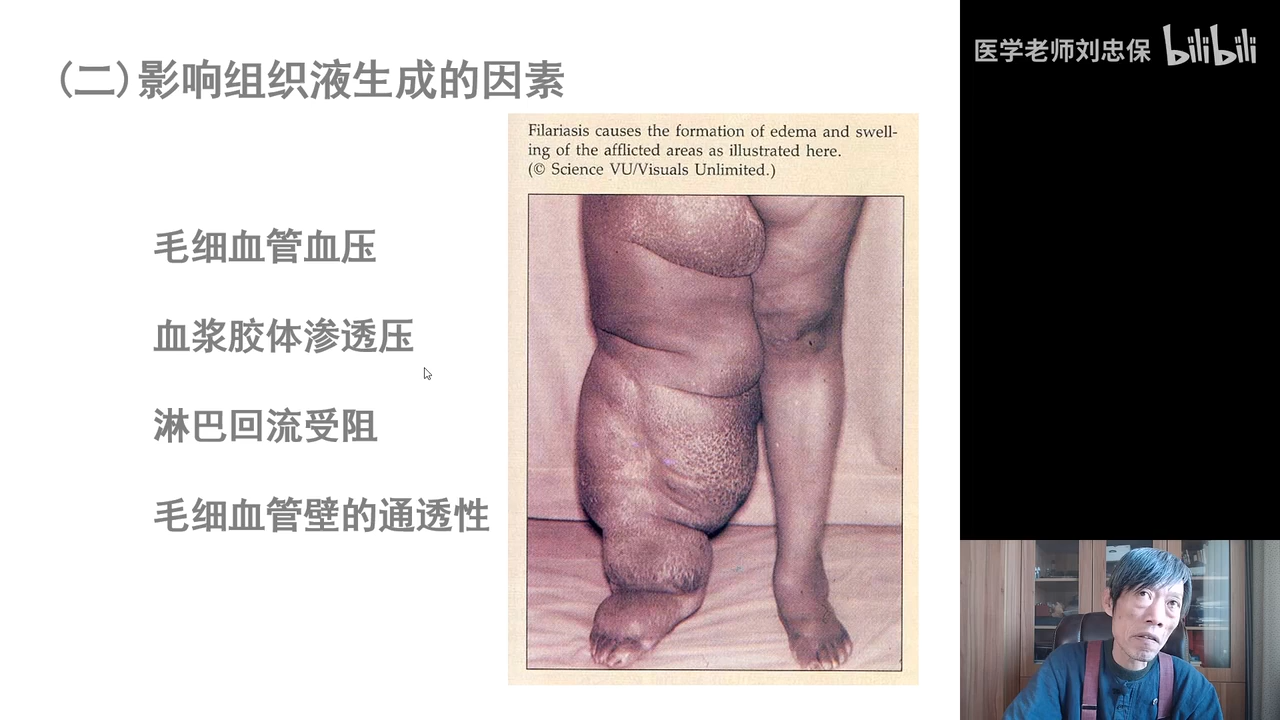 (二)影响组织液生成的因素
毛细血管血压
血浆胶体渗透压
淋巴回流受阻
毛细血管壁的通透性
Filariasis causes the formation of edema and swell-
ing of the afflicted areas as illustrated here.
(© Science VU/Visuals Unlimited.)
医学老师刘忠保 bilibili